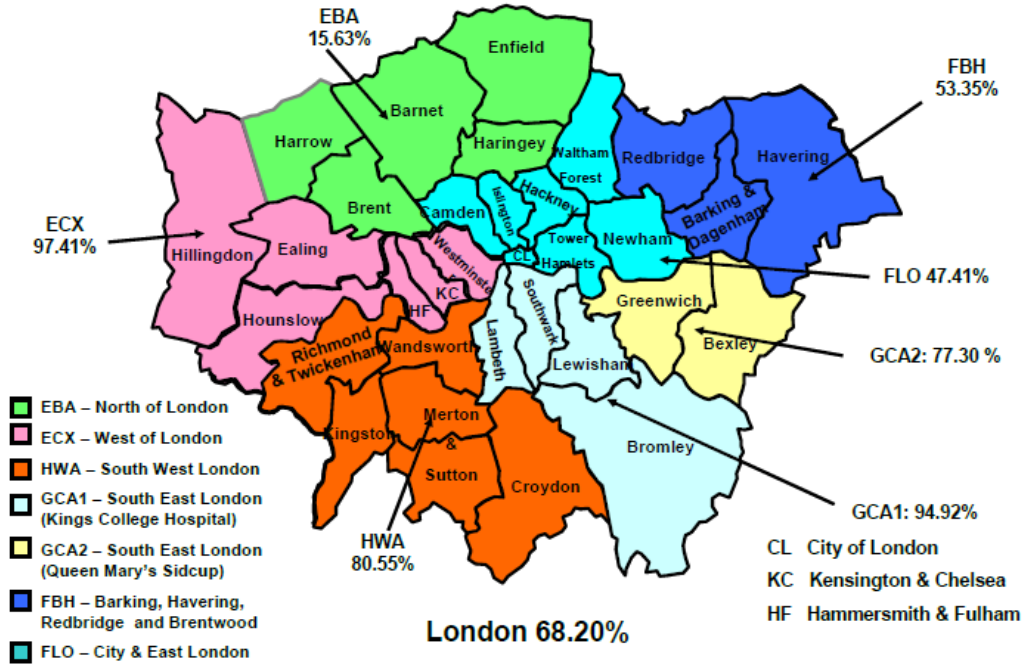 EBA
15.63%
Enfield
FBH
53.35%
Barnet
Harrow
Haringey
Waltham
Forest
Redbridge
Havering
Brent
Camden
Islington
Hackney
Barking &
Dagenham
ECX
97.41%
Hillingdon
Ealing
Westminste
Tower
Hamlets
Newham
CL
FLO 47.41%
KC
HF
Hounslow
Greenwich
Bexley
GCA2: 77.30 %
Richmond
& Twickenham
Wandsworth
Lambeth
Southwark
Lewisham
Kingston
Merton
&
Sutton
Croydon
Bromley
GCA1: 94.92%
HWA
80.55%
EBA – North of London
ECX – West of London
HWA – South West London
GCA1 – South East London
(Kings College Hospital)
GCA2 – South East London
(Queen Mary's Sidcup)
FBH – Barking, Havering,
Redbridge and Brentwood
FLO – City & East London
CL City of London
KC Kensington & Chelsea
HF Hammersmith & Fulham
London 68.20%